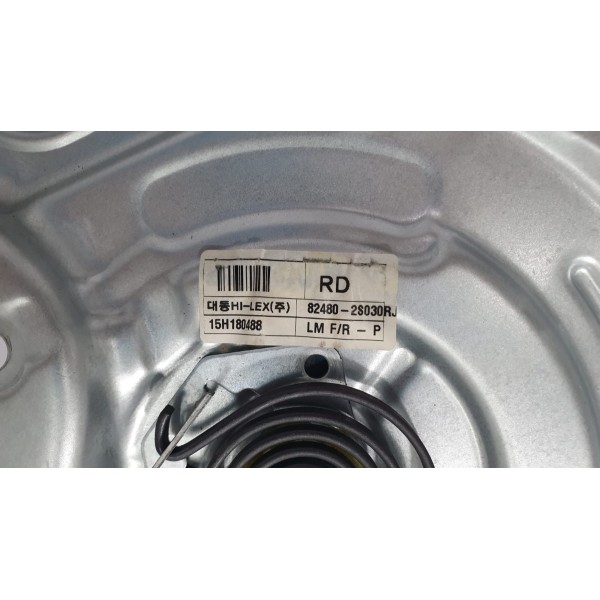 RD
대동HI-LEX(주) 82480-2S030RJ
15H180488 LM F/R - P